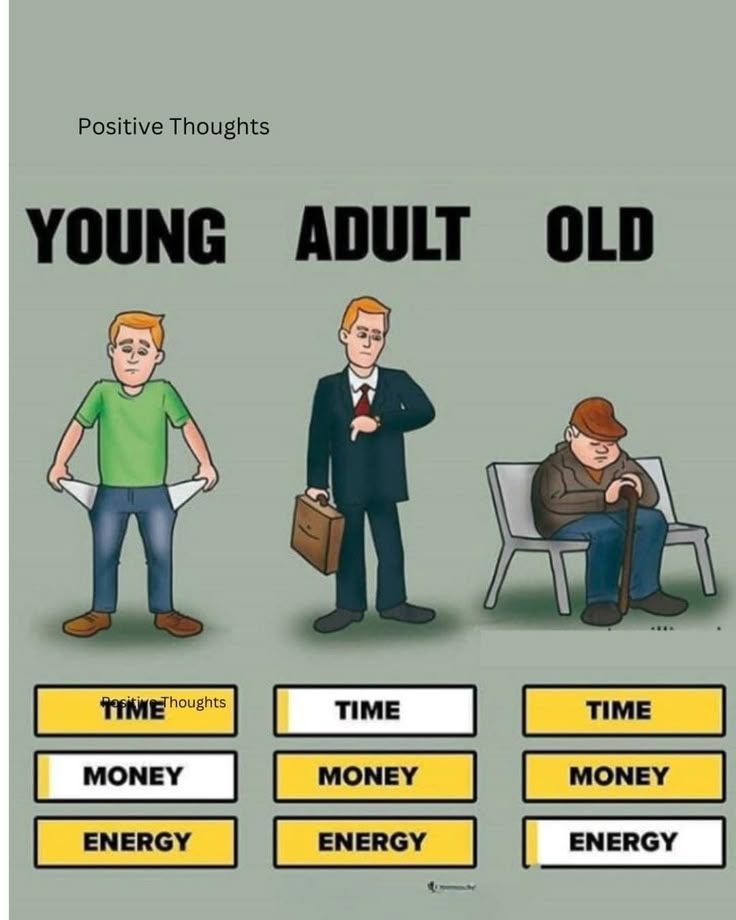 Positive Thoughts
YOUNG ADULT OLD
Positive Thoughts
TIME TIME TIME
MONEY MONEY MONEY
ENERGY ENERGY ENERGY